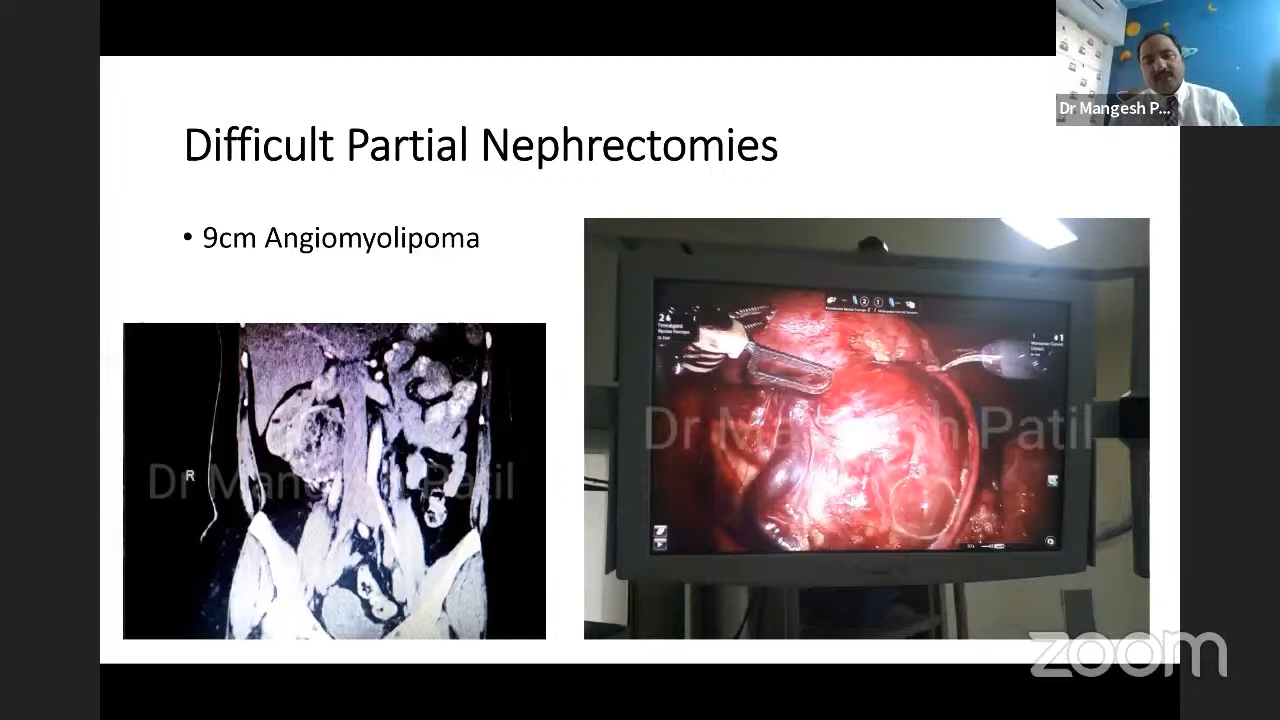 Dr Mangesh P...
Difficult Partial Nephrectomies
• 9cm Angiomyolipoma
R
Dr Mangesh Patil
Dr Mangesh Patil
zoom